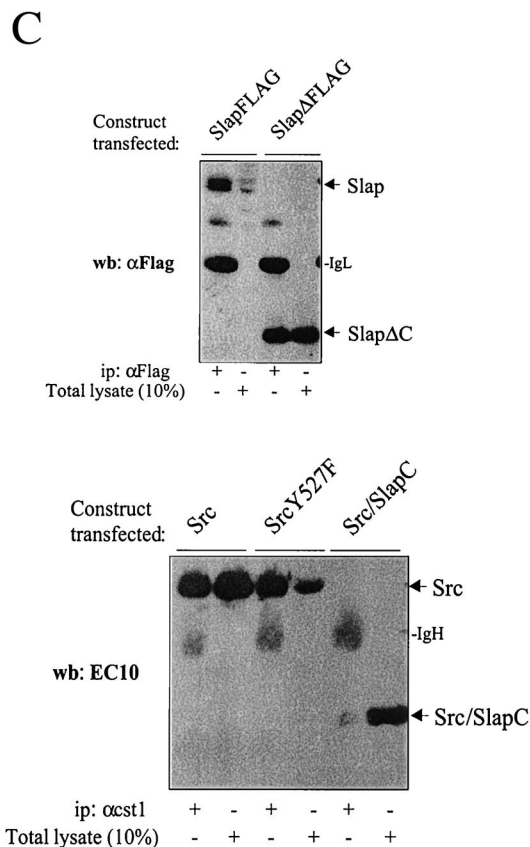 C
Construct
transfected:
SlapFLAG
SlapΔFLAG
Slap
wb: αFlag
-IgL
SlapΔC
ip: αFlag + - + -
Total lysate (10%) - + - +
Construct
transfected:
Src
SrcY527F
Src/SlapC
Src
-IgH
wb: EC10
Src/SlapC
ip: αcst1 + - + - + -
Total lysate (10%) - + - + - +